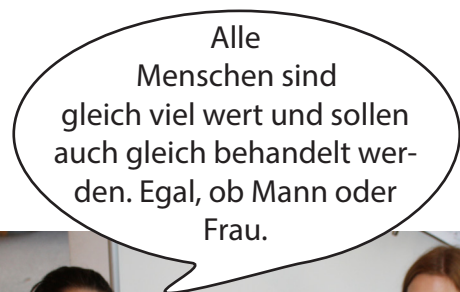 Alle
Menschen sind
gleich viel wert und sollen
auch gleich behandelt wer-
den. Egal, ob Mann oder
Frau.